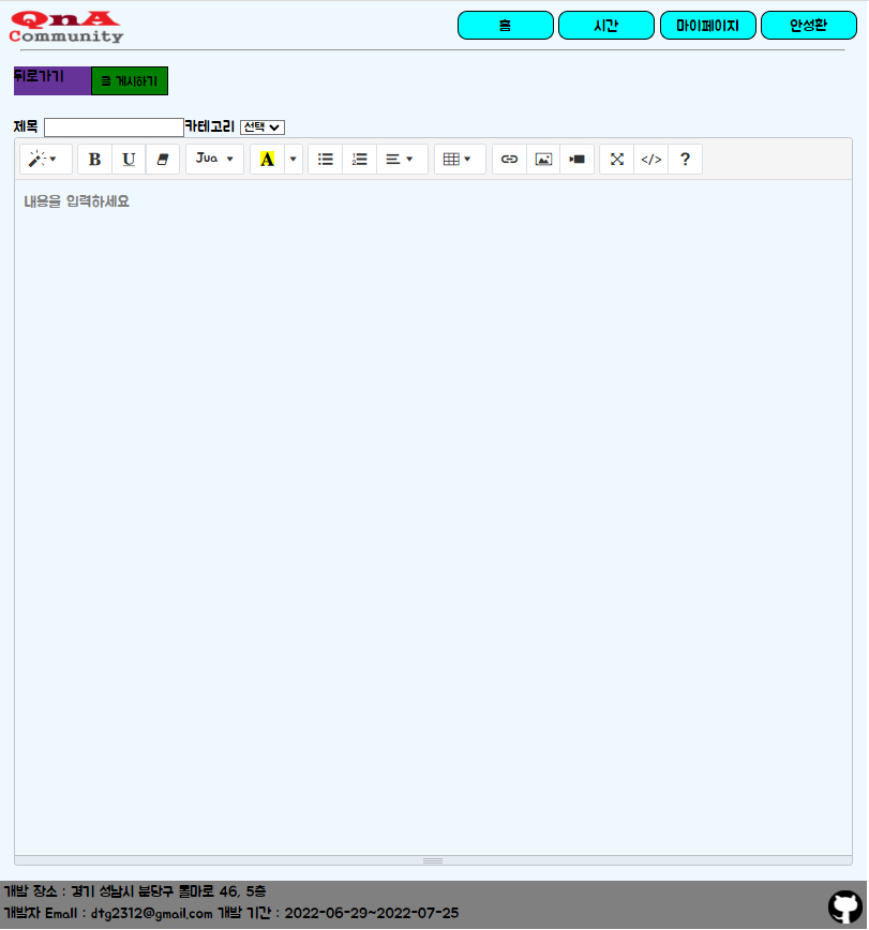 QnA
Community
홈 시간 마이페이지 안성환
뒤로가기 글 게시하기
제목 카테고리 선택
B U Jua A </> ?
내용을 입력하세요
개발 장소 : 경기 성남시 분당구 돌마로 46, 5층
개발자 Email : dtg2312@gmail.com 개발 기간 : 2022-06-29~2022-07-25